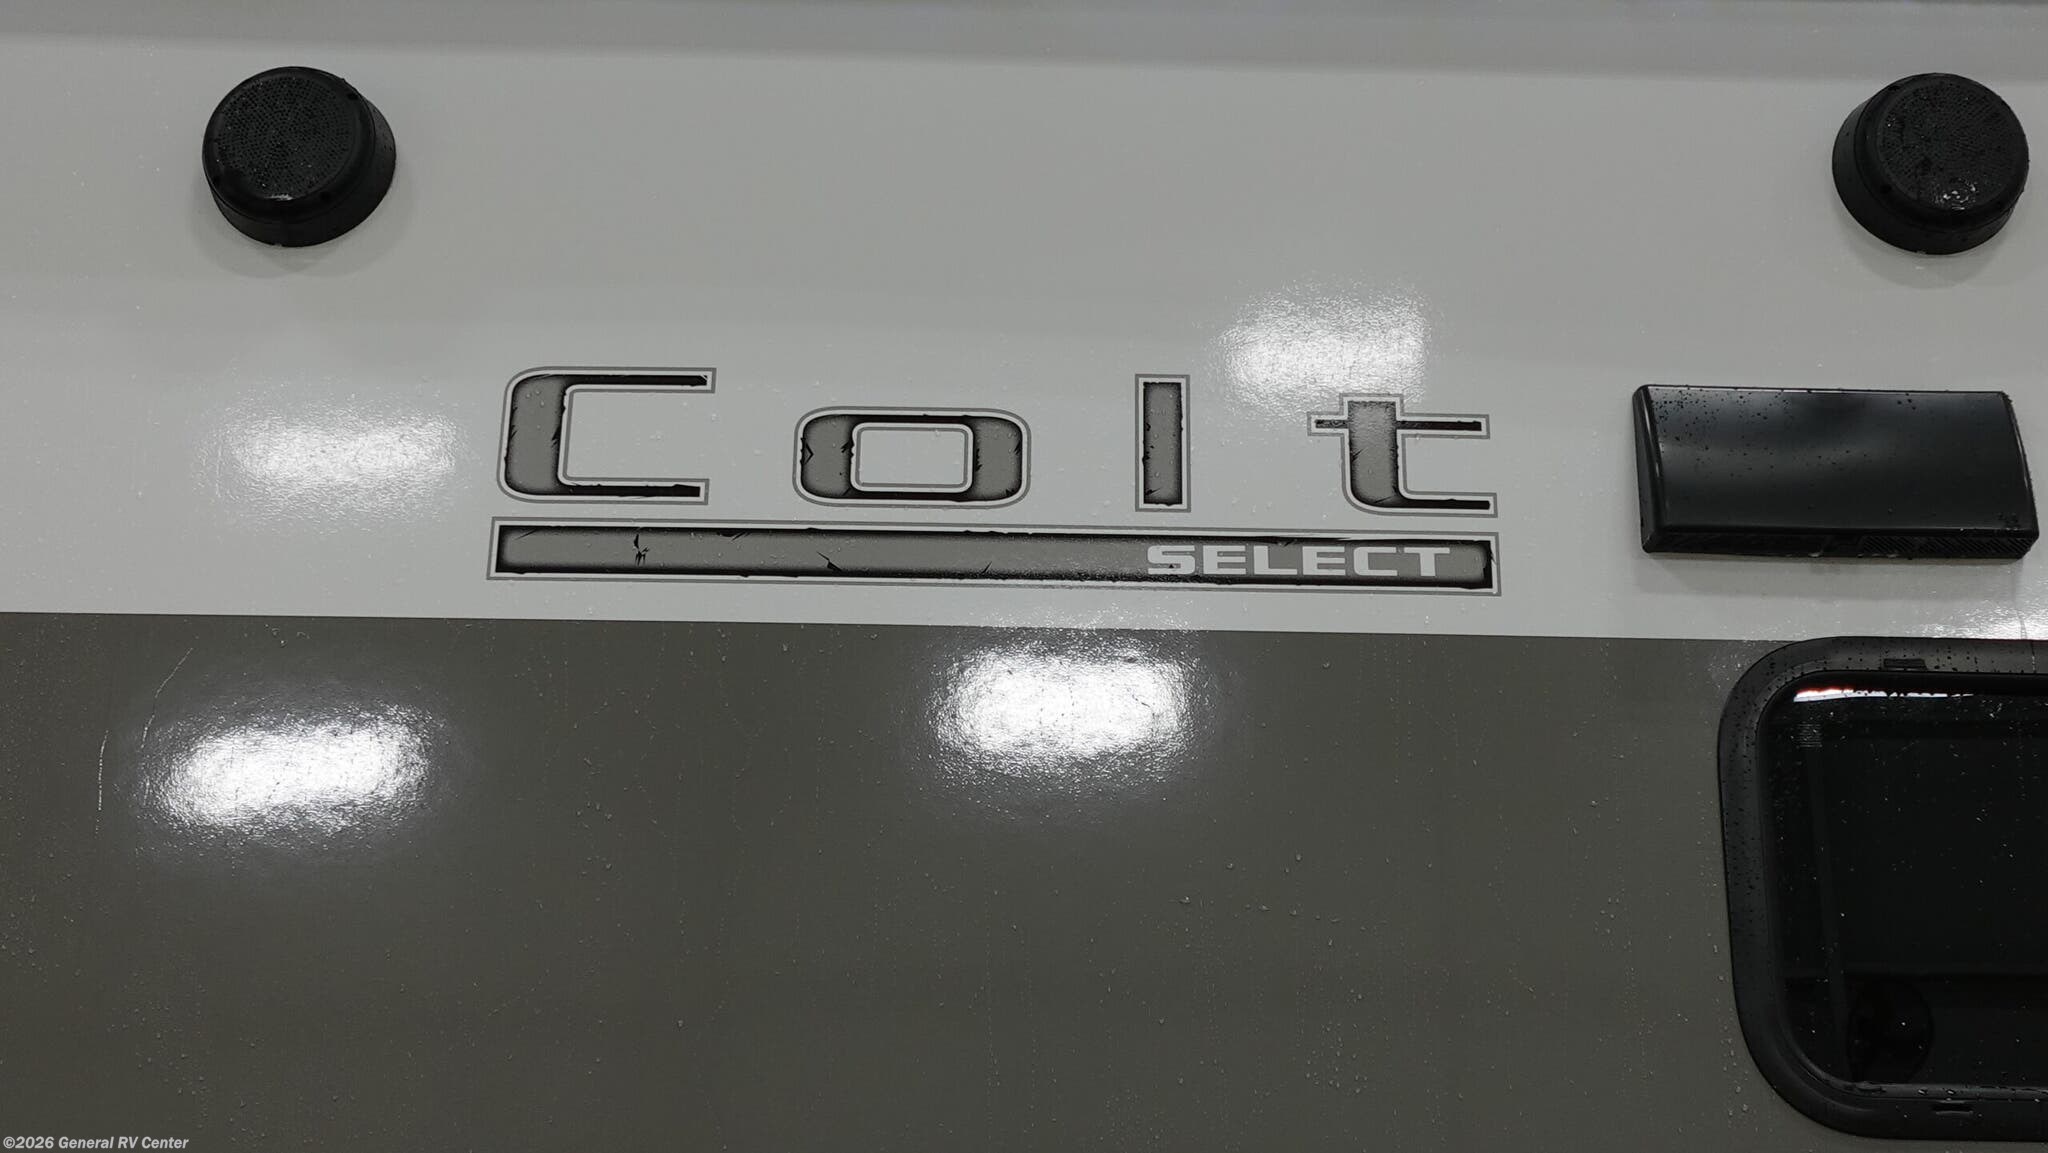 Colt
SELECT
©2026 General RV Center